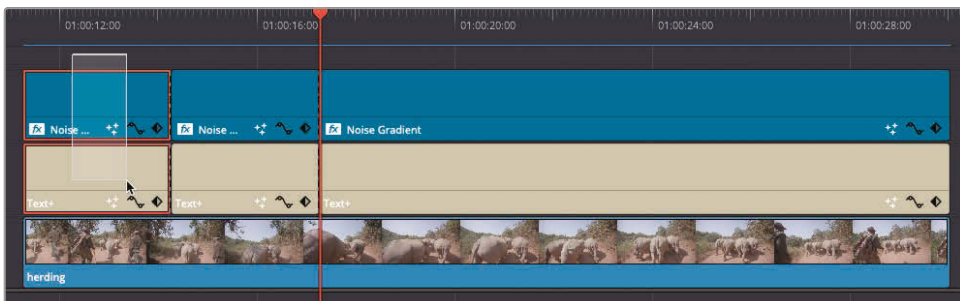 01:00:12:00 01:00:16:00 01:00:20:00 01:00:24:00 01:00:28:00
fx Noise ... fx Noise ... fx Noise Gradient
Text+ Text+ Text+
herding